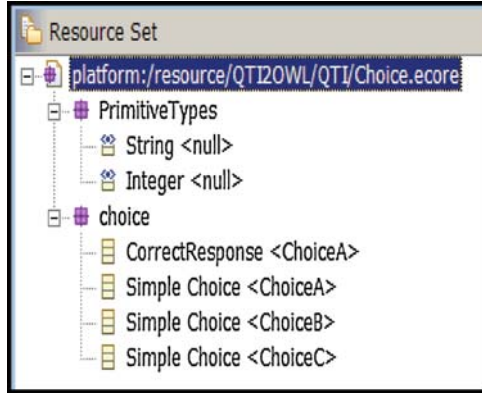 Resource Set
platform:/resource/QTI2OWL/QTI/Choice.ecore
PrimitiveTypes
String <null>
Integer <null>
choice
CorrectResponse <ChoiceA>
Simple Choice <ChoiceA>
Simple Choice <ChoiceB>
Simple Choice <ChoiceC>